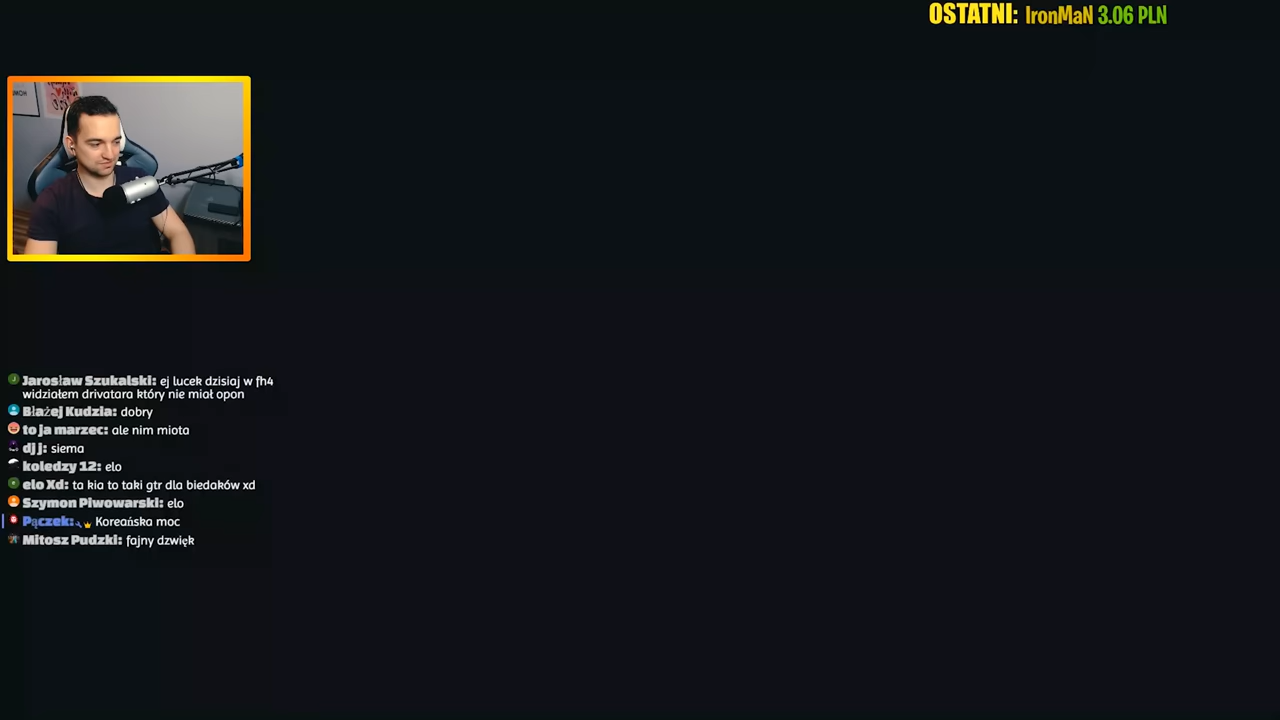 OSTATNI: IronMaN 3.06 PLN
Jarosław Szukalski: ej lucek dzisiaj w fh4
widziałem drivatara który nie miał opon
Błażej Kudzia: dobry
to ja marzec: ale nim miota
dj j: siema
koledzy 12: elo
elo Xd: ta kia to taki gtr dla biedaków xd
Szymon Piwowarski: elo
Pączek: Koreańska moc
Miłosz Pudzki: fajny dzwięk